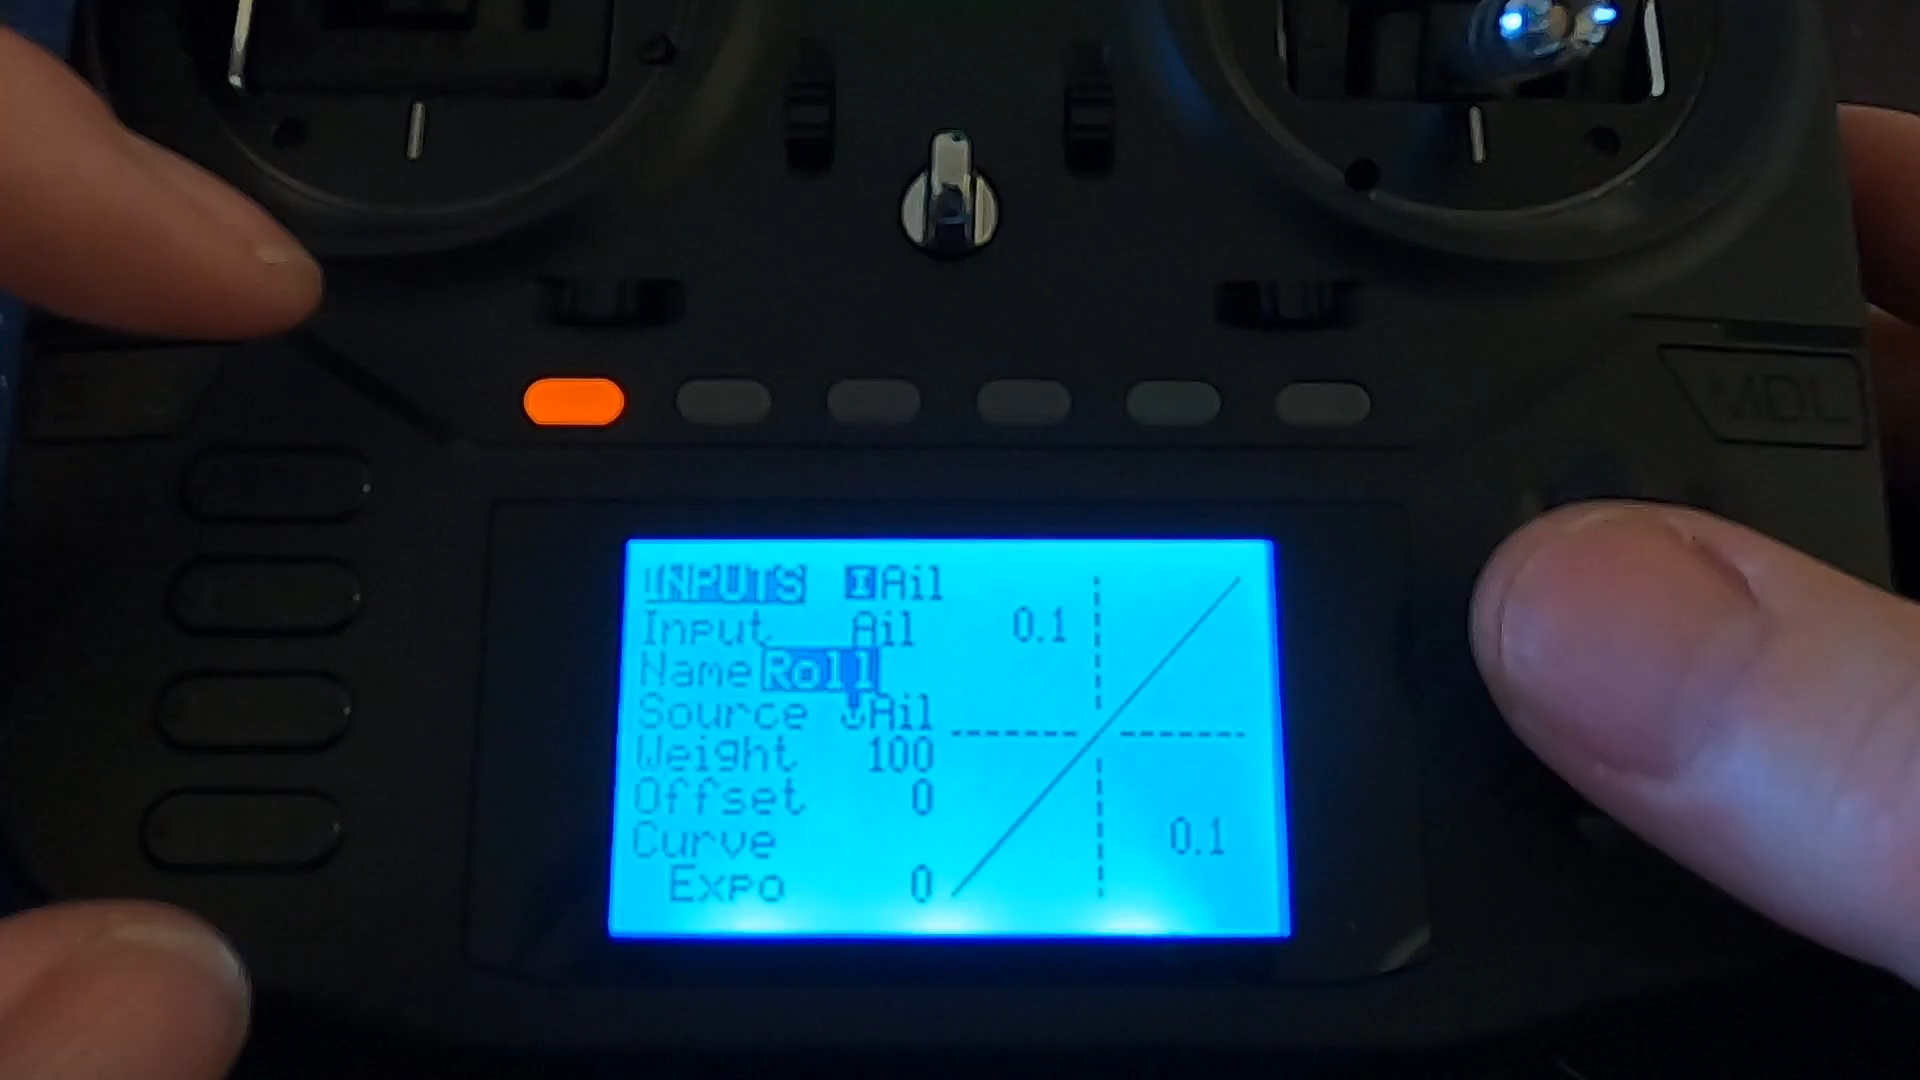 MDL
INPUTS IAil
Input Ail 0.1
Name Roll
Source Ail
Weight 100
Offset 0
Curve 0.1
Expo 0